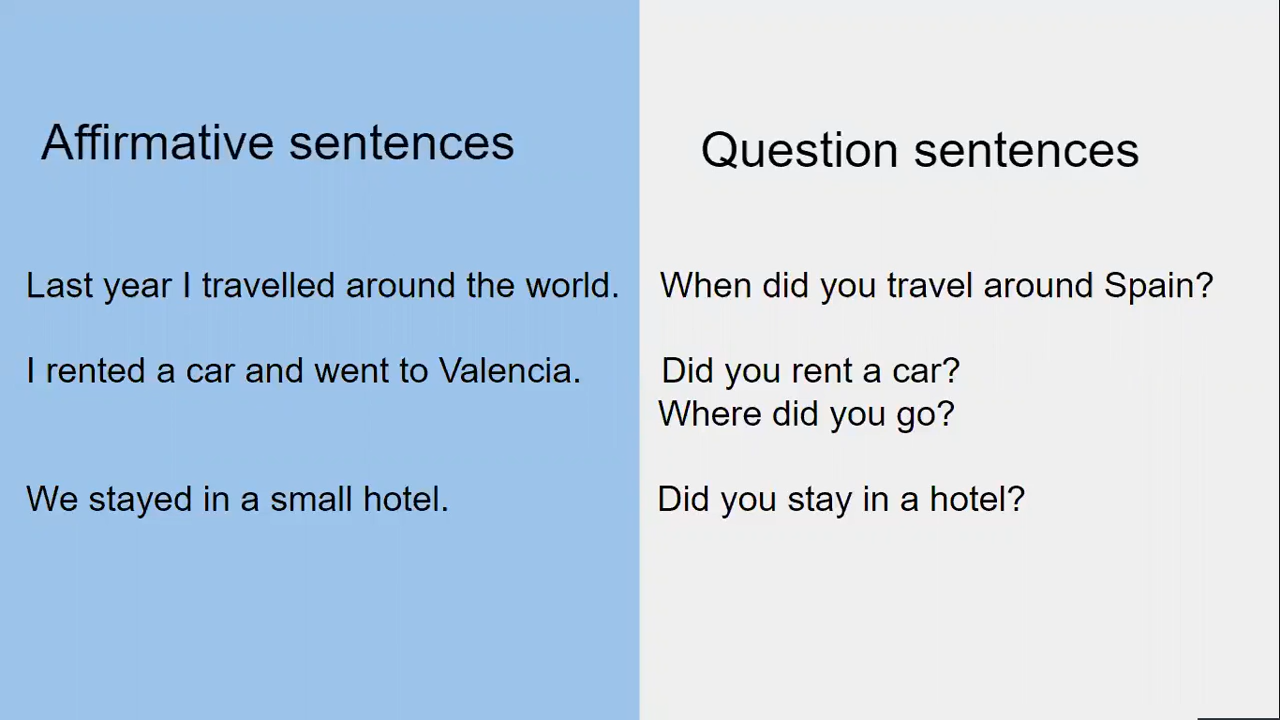 Affirmative sentences
Last year I travelled around the world.
I rented a car and went to Valencia.
We stayed in a small hotel.
Question sentences
When did you travel around Spain?
Did you rent a car?
Where did you go?
Did you stay in a hotel?